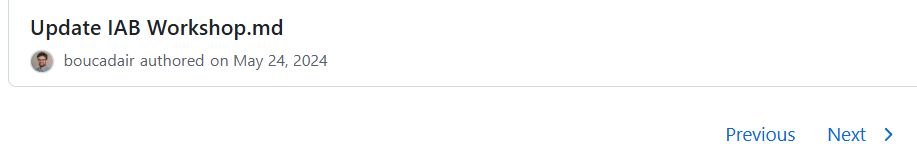 Update IAB Workshop.md
boucadair authored on May 24, 2024
Previous Next